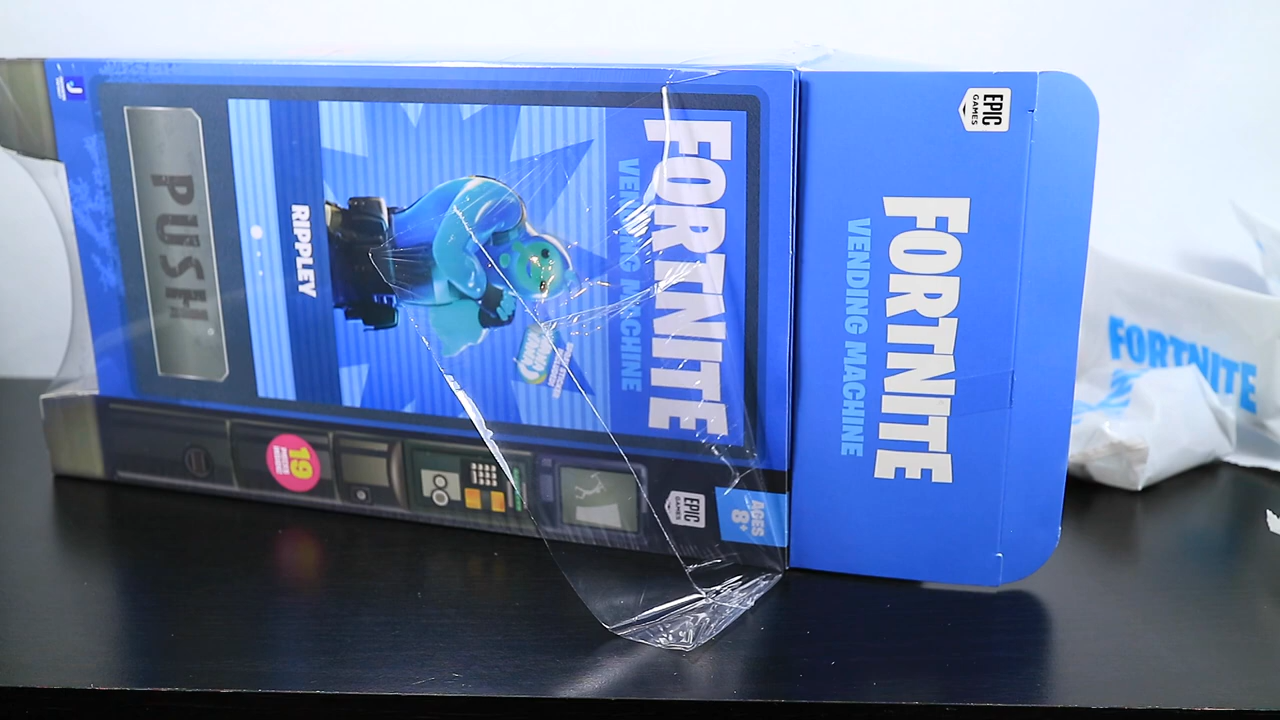 FORTNITE
VENDING MACHINE
RIPPLEY
PUSH
AGES
8+
EPIC
GAMES
19
J
EPIC
GAMES
FORTNITE
VENDING MACHINE
FORTNITE